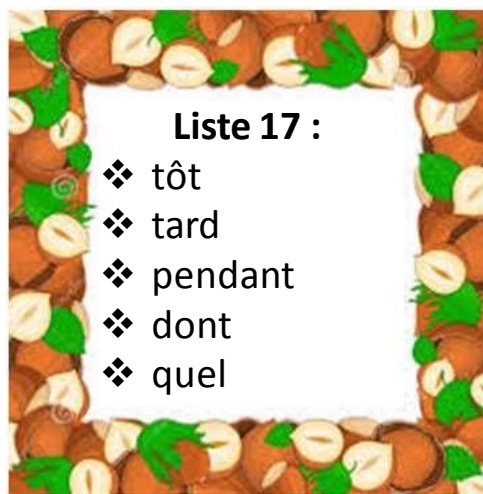 Liste 17 :
❖ tôt
❖ tard
❖ pendant
❖ dont
❖ quel